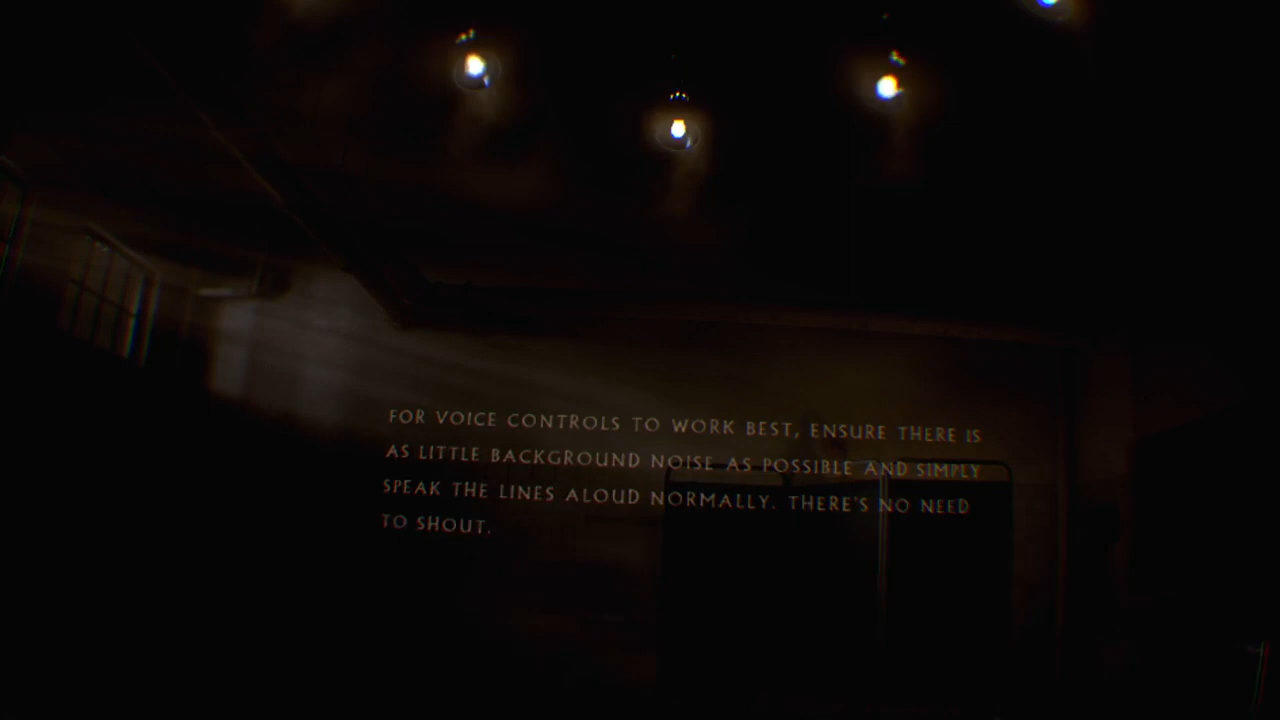 FOR VOICE CONTROLS TO WORK BEST, ENSURE THERE IS
AS LITTLE BACKGROUND NOISE AS POSSIBLE AND SIMPLY
SPEAK THE LINES ALOUD NORMALLY. THERE'S NO NEED
TO SHOUT.